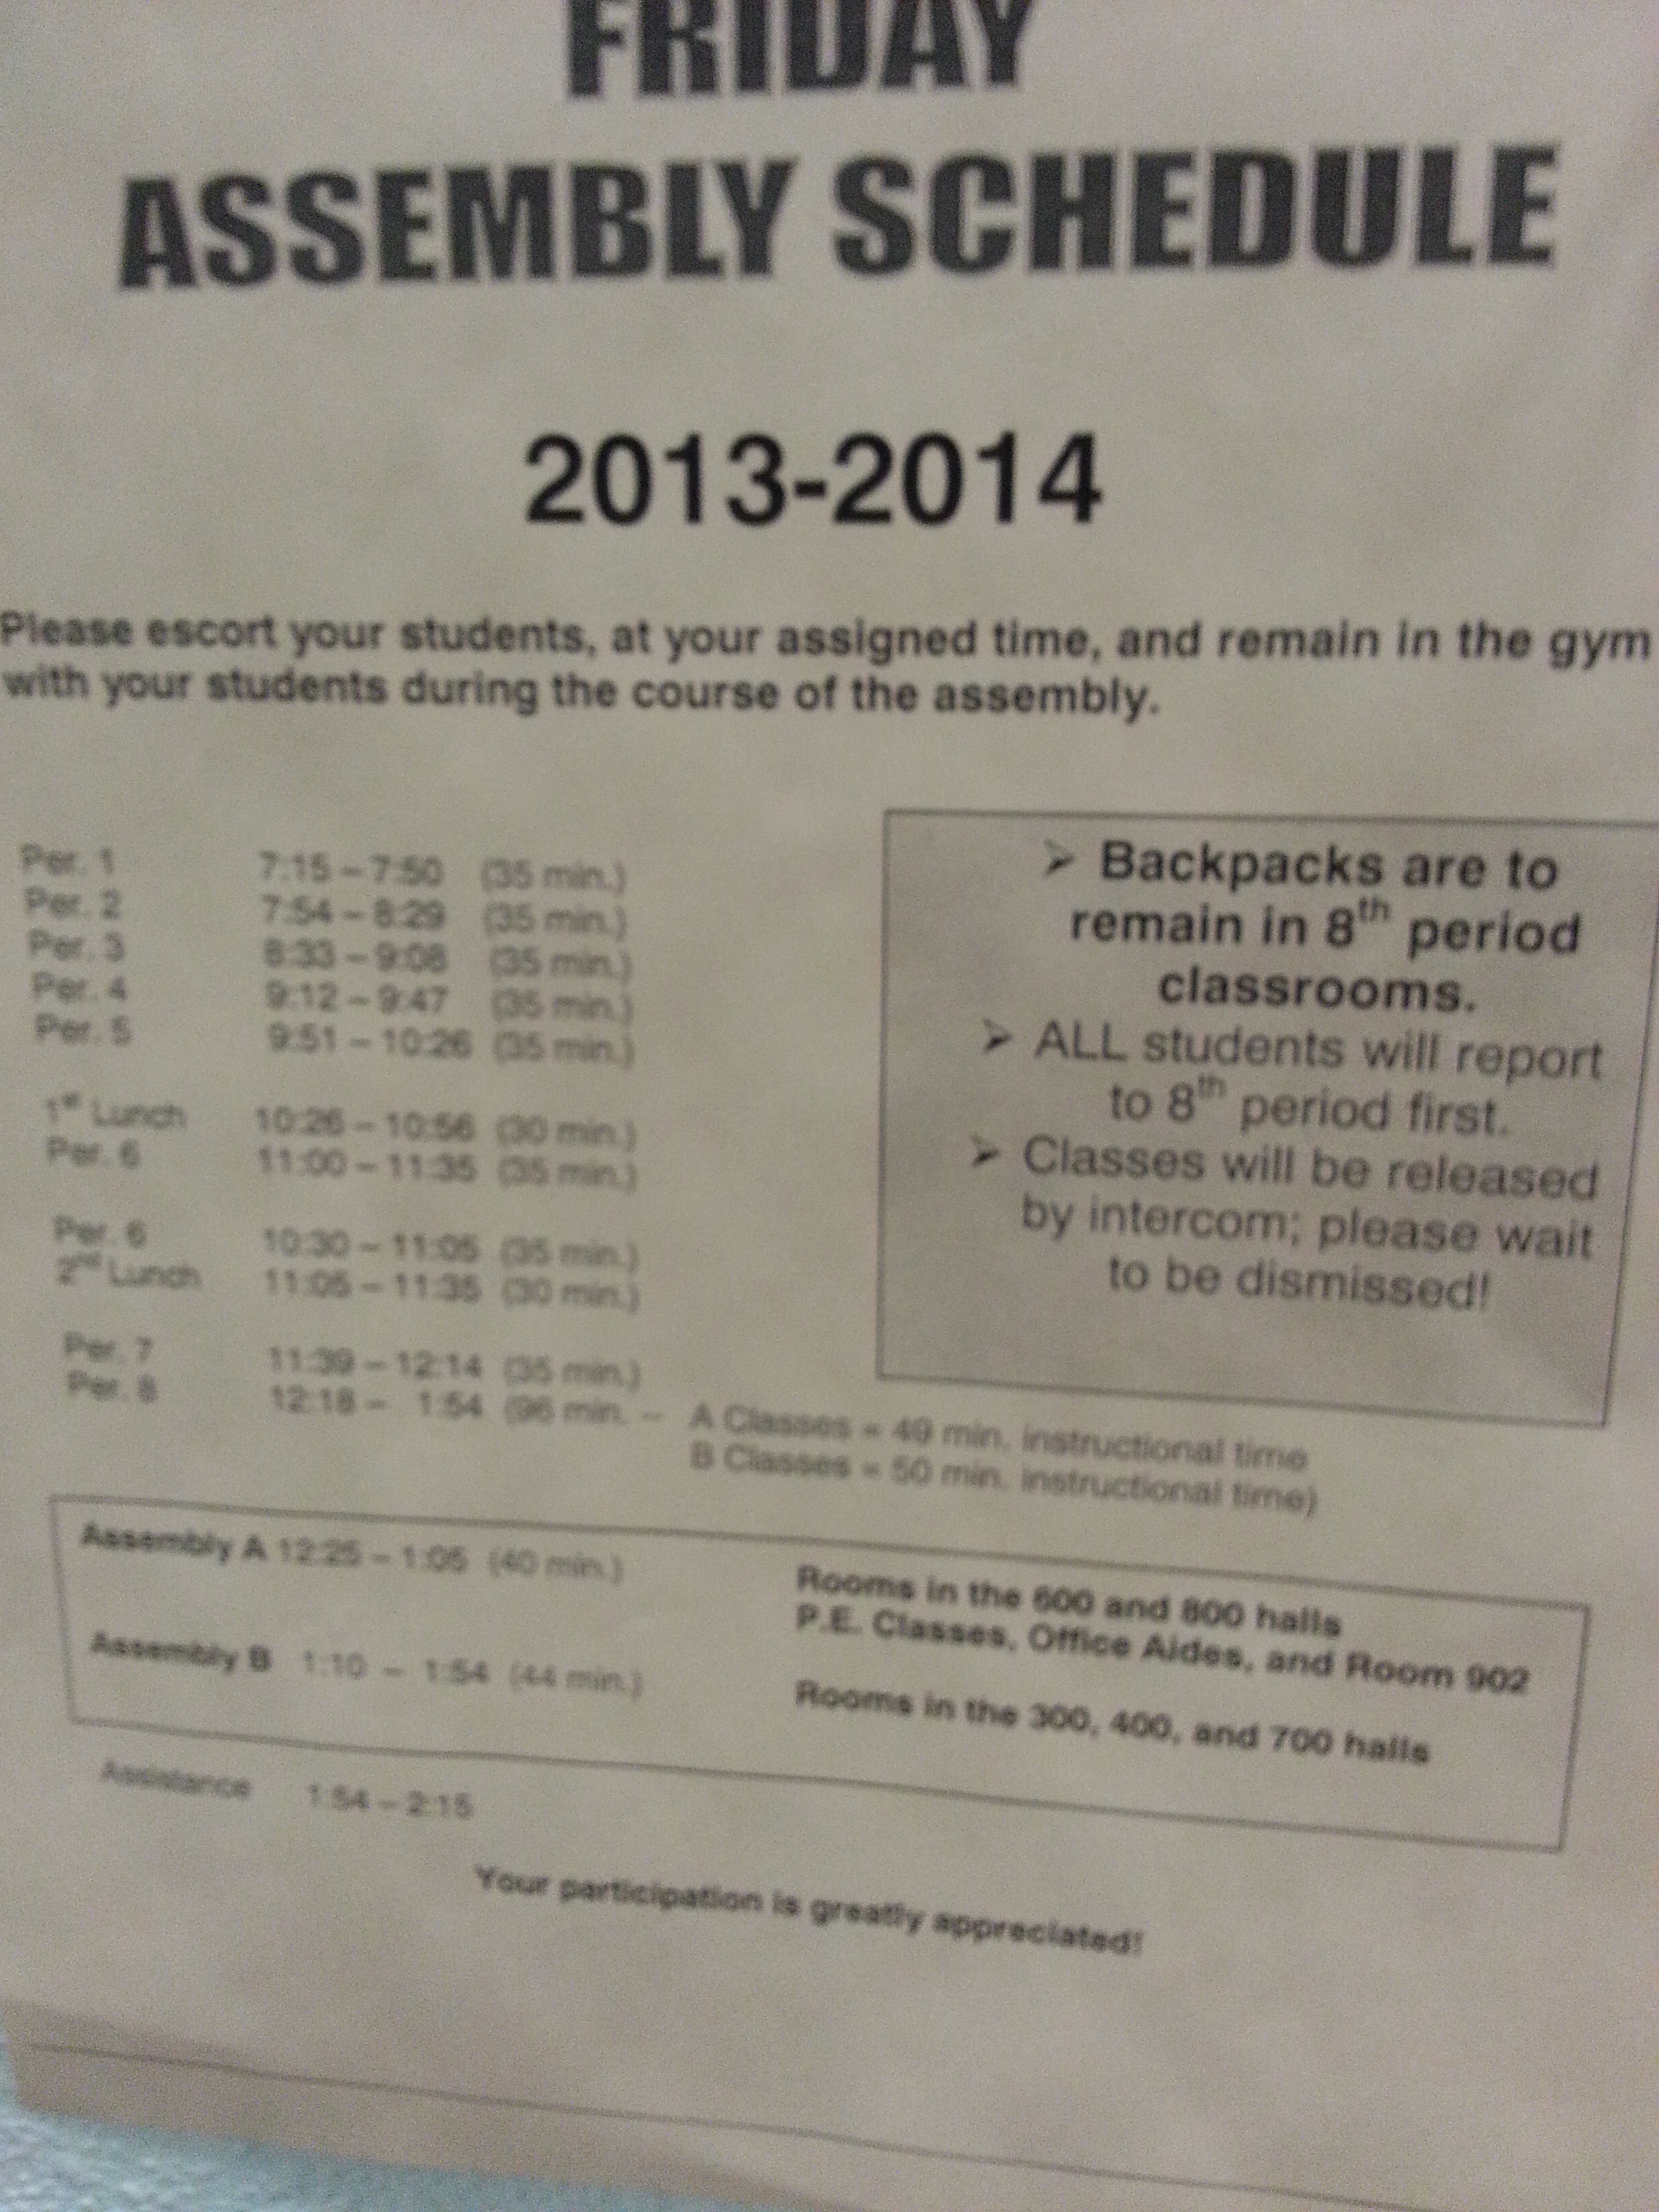 FRIDAY
ASSEMBLY SCHEDULE
2013-2014
Please escort your students, at your assigned time, and remain in the gym
with your students during the course of the assembly.
Per. 1 7:15 – 7:50 (35 min.)
Per. 2 7:54 – 8:29 (35 min.)
Per. 3 8:33 – 9:08 (35 min.)
Per. 4 9:12 – 9:47 (35 min.)
Per. 5 9:51 – 10:26 (35 min.)
1st Lunch 10:26 – 10:56 (30 min.)
Per. 6 11:00 – 11:35 (35 min.)
Per. 6 10:30 – 11:05 (35 min.)
2nd Lunch 11:05 – 11:35 (30 min.)
Per. 7 11:39 – 12:14 (35 min.)
Per. 8 12:18 – 1:54 (96 min. – A Classes = 49 min. instructional time
B Classes = 50 min. instructional time)
➢ Backpacks are to
remain in 8th period
classrooms.
➢ ALL students will report
to 8th period first.
➢ Classes will be released
by intercom; please wait
to be dismissed!
Assembly A 12:25 – 1:05 (40 min.) Rooms in the 600 and 800 halls
P.E. Classes, Office Aides, and Room 902
Assembly B 1:10 – 1:54 (44 min.) Rooms in the 300, 400, and 700 halls
Assistance 1:54 – 2:15
Your participation is greatly appreciated!